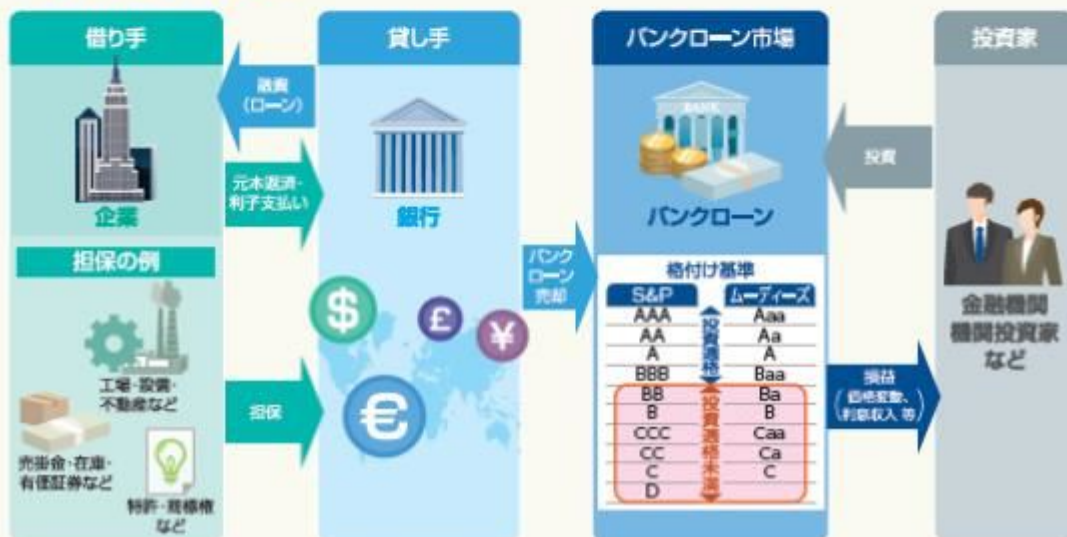 借り手
貸し手
バンクローン市場
投資家
融資
(ローン)
BANK
投資
元本返済・
利子支払い
企業
銀行
バンクローン
担保の例
バンク
ローン
売却
格付け基準
S&P
ムーディーズ
AAA
Aaa
AA
Aa
A
A
BBB
Baa
投資適格
BB
Ba
B
B
CCC
Caa
CC
Ca
C
C
D
投資適格未満
$
£
¥
€
金融機関
機関投資家
など
工場・設備・
不動産など
担保
損益
(価格変動、
利息収入 等)
売掛金・在庫・
有価証券など
特許・商標権
など